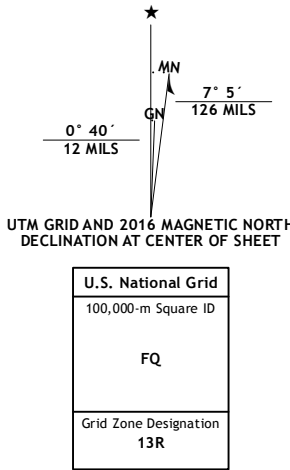 MN
GN
7° 5´
126 MILS
0° 40´
12 MILS
UTM GRID AND 2016 MAGNETIC NORTH
DECLINATION AT CENTER OF SHEET
U.S. National Grid
100,000-m Square ID
FQ
Grid Zone Designation
13R